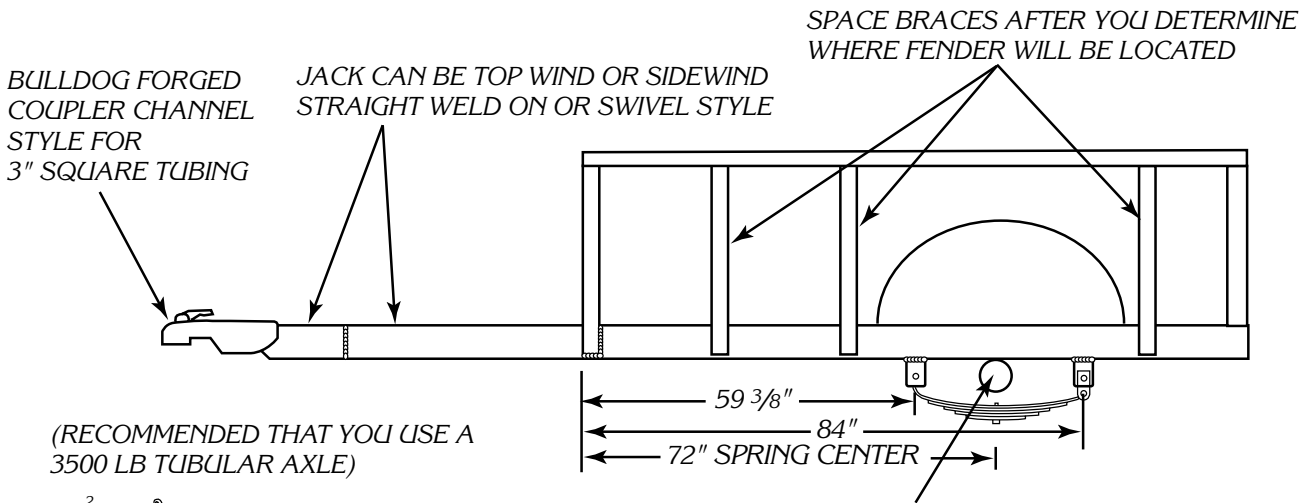 SPACE BRACES AFTER YOU DETERMINE
WHERE FENDER WILL BE LOCATED
BULLDOG FORGED
COUPLER CHANNEL
STYLE FOR
3" SQUARE TUBING
JACK CAN BE TOP WIND OR SIDEWIND
STRAIGHT WELD ON OR SWIVEL STYLE
59 3/8"
84"
72" SPRING CENTER
(RECOMMENDED THAT YOU USE A
3500 LB TUBULAR AXLE)
2